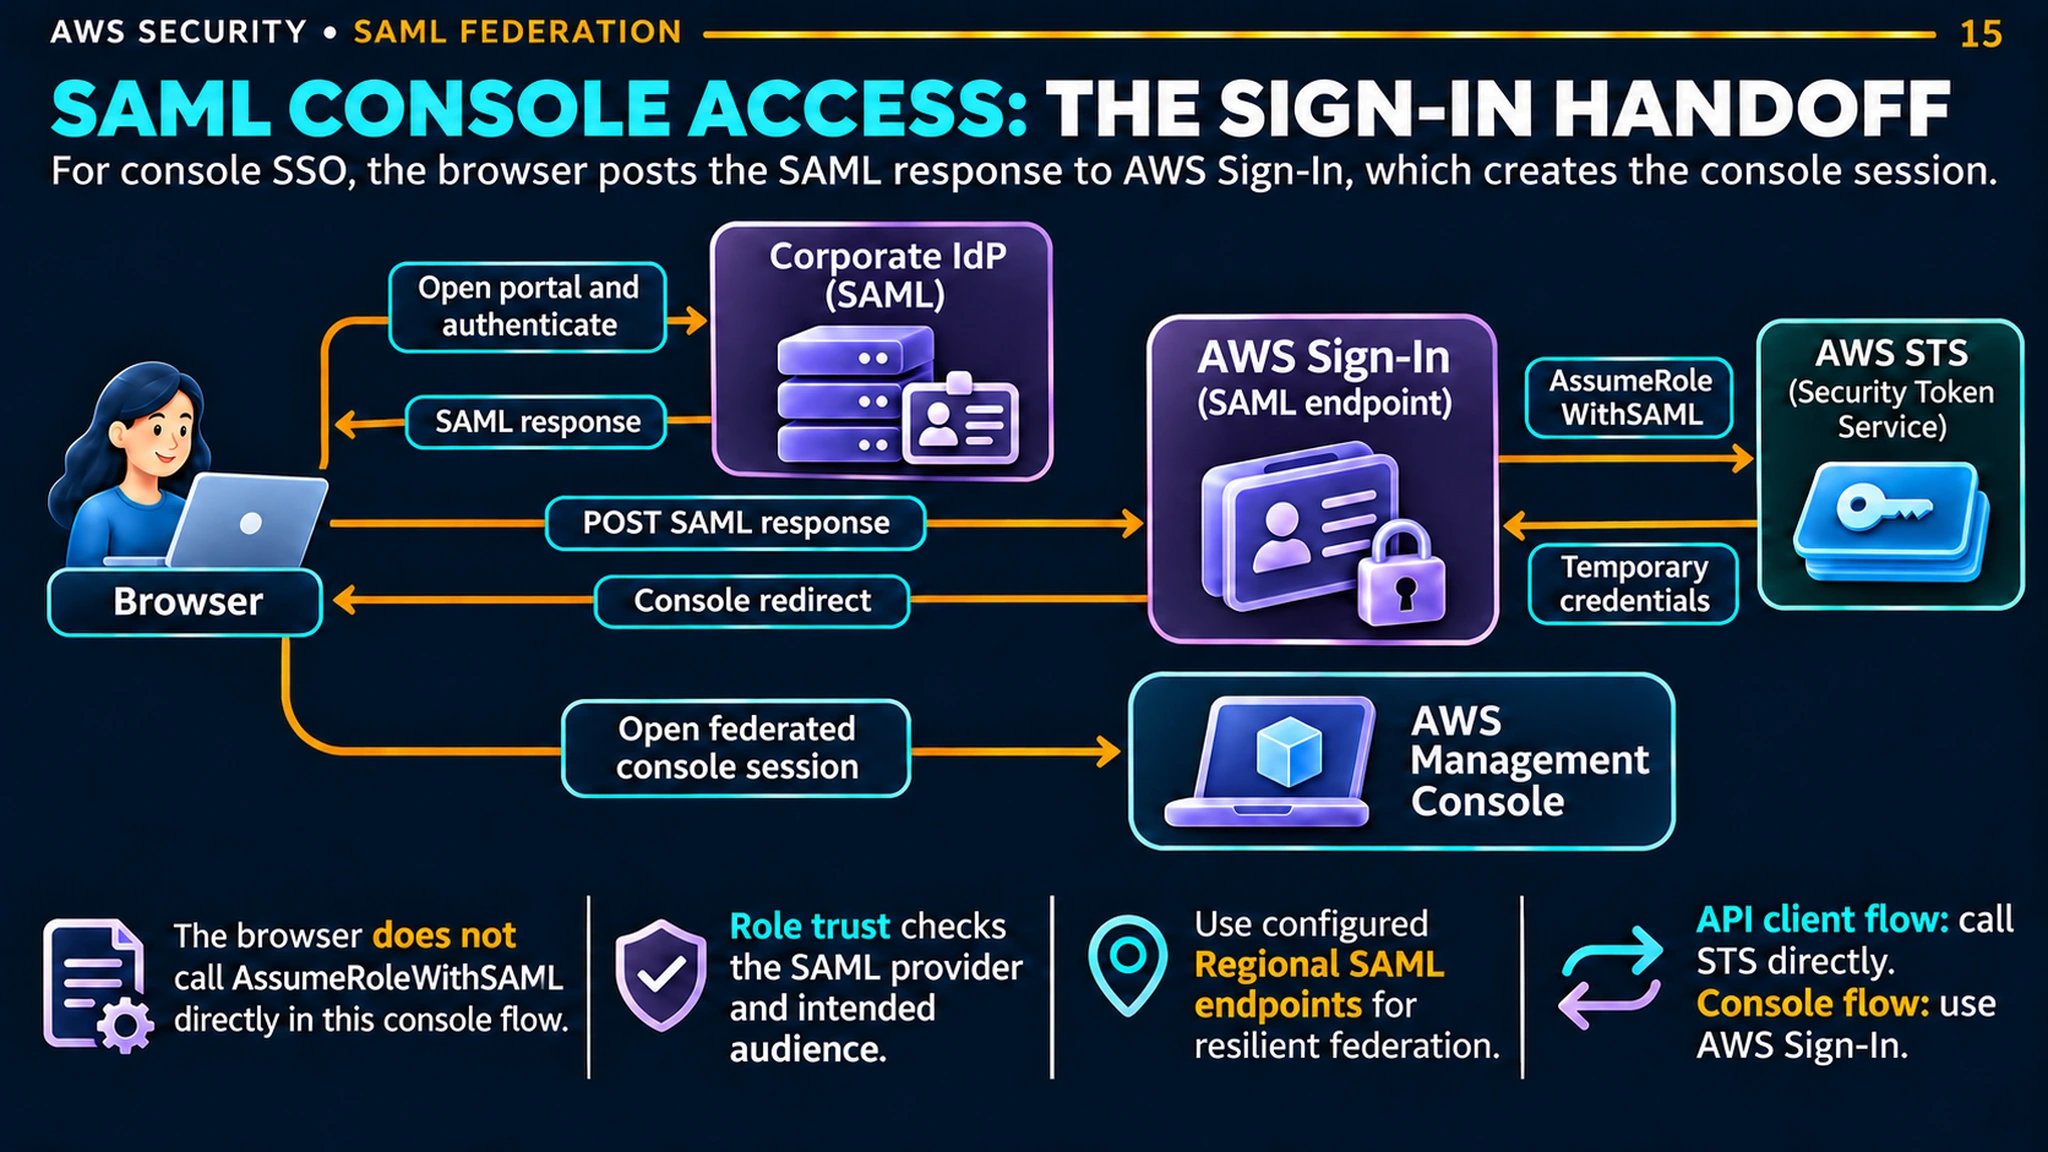 AWS SECURITY • SAML FEDERATION
15
SAML CONSOLE ACCESS: THE SIGN-IN HANDOFF
For console SSO, the browser posts the SAML response to AWS Sign-In, which creates the console session.
Open portal and
authenticate
Corporate IdP
(SAML)
SAML response
AWS Sign-In
(SAML endpoint)
AssumeRole
WithSAML
AWS STS
(Security Token
Service)
POST SAML response
Temporary
credentials
Console redirect
Browser
Open federated
console session
AWS
Management
Console
The browser does not
call AssumeRoleWithSAML
directly in this console flow.
Role trust checks
the SAML provider
and intended
audience.
Use configured
Regional SAML
endpoints for
resilient federation.
API client flow: call
STS directly.
Console flow: use
AWS Sign-In.